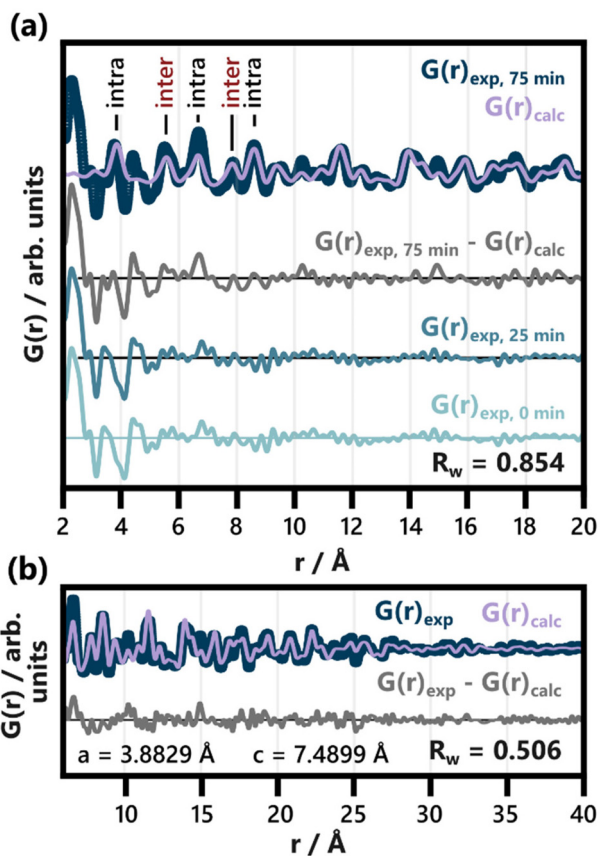 (a)
intra
inter
intra
inter
intra
G(r)exp, 75 min
G(r)calc
G(r)exp, 75 min - G(r)calc
G(r)exp, 25 min
G(r)exp, 0 min
Rw = 0.854
G(r) / arb. units
2 4 6 8 10 12 14 16 18 20
r / Å
(b)
G(r)exp G(r)calc
G(r)exp - G(r)calc
a = 3.8829 Å c = 7.4899 Å Rw = 0.506
G(r) / arb.
units
10 15 20 25 30 35 40
r / Å